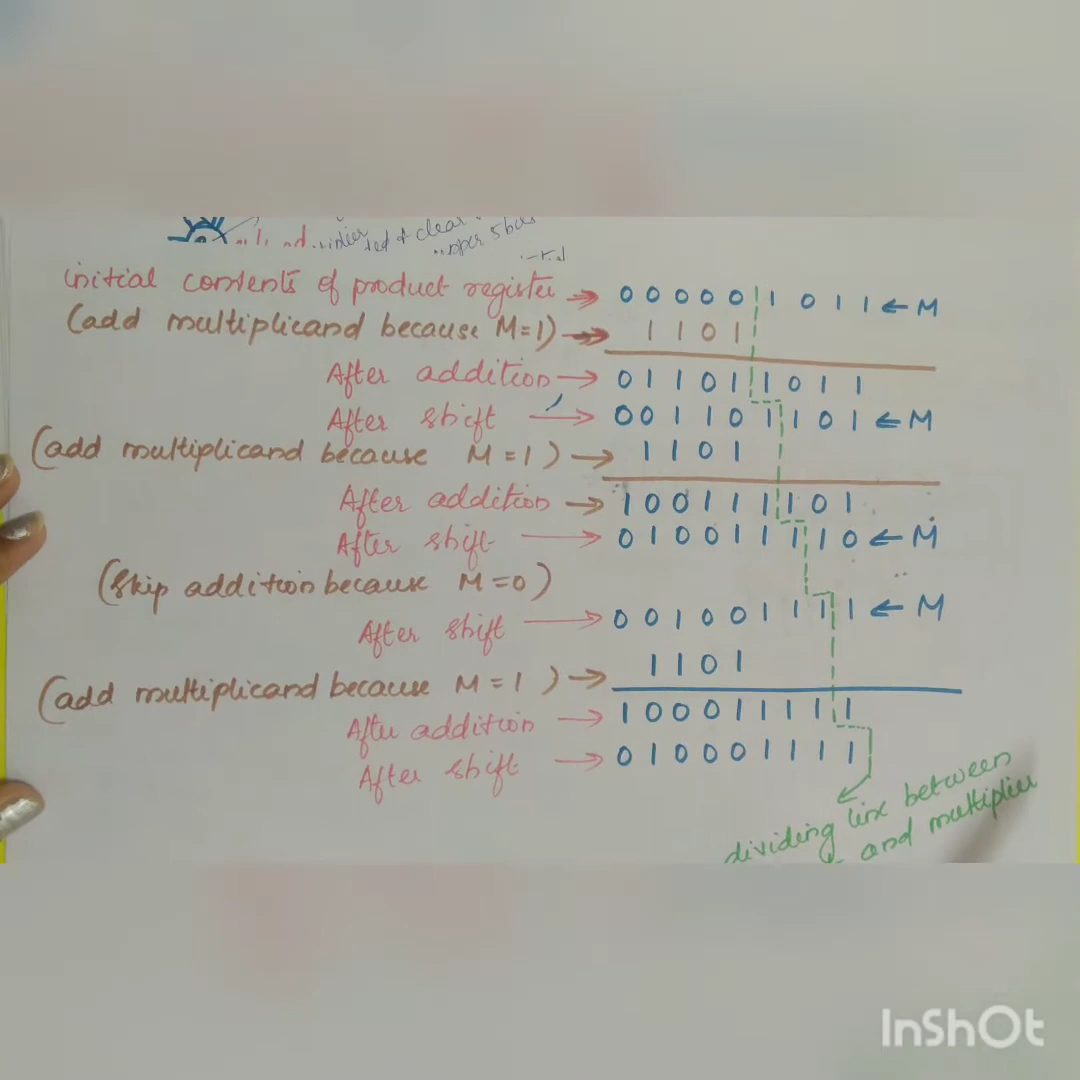 clear
upper 5 bits
initial contents of product register → 0 0 0 0 0 1 0 1 1 ← M
(add multiplicand because M=1) → 1 1 0 1
After addition → 0 1 1 0 1 1 0 1 1
After shift → 0 0 1 1 0 1 1 0 1 ← M
(add multiplicand because M=1) → 1 1 0 1
After addition → 1 0 0 1 1 1 1 0 1
After shift → 0 1 0 0 1 1 1 1 0 ← M
(skip addition because M=0)
After shift → 0 0 1 0 0 1 1 1 1 ← M
(add multiplicand because M=1) → 1 1 0 1
After addition → 1 0 0 0 1 1 1 1 1
After shift → 0 1 0 0 0 1 1 1 1
dividing line between
and multiplier
InShOt